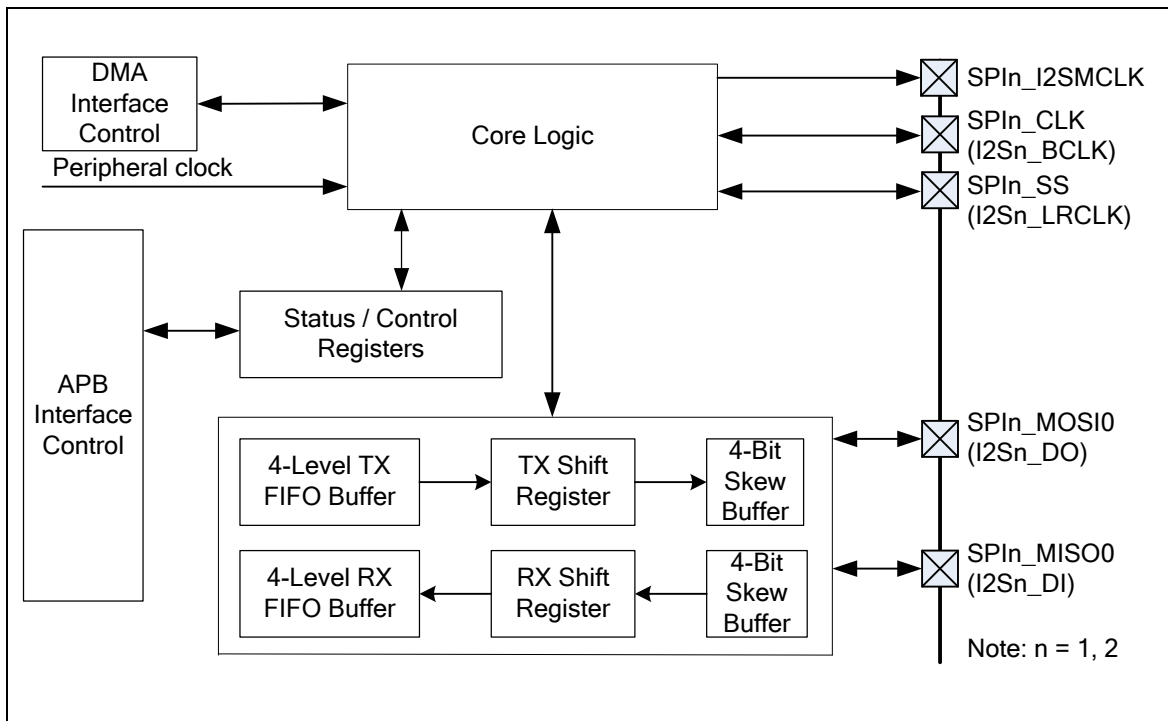 DMA
Interface
Control
Peripheral clock
Core Logic
SPIn_I2SMCLK
SPIn_CLK
(I2Sn_BCLK)
SPIn_SS
(I2Sn_LRCLK)
Status / Control
Registers
APB
Interface
Control
4-Level TX
FIFO Buffer
TX Shift
Register
4-Bit
Skew
Buffer
SPIn_MOSI0
(I2Sn_DO)
4-Level RX
FIFO Buffer
RX Shift
Register
4-Bit
Skew
Buffer
SPIn_MISO0
(I2Sn_DI)
Note: n = 1, 2